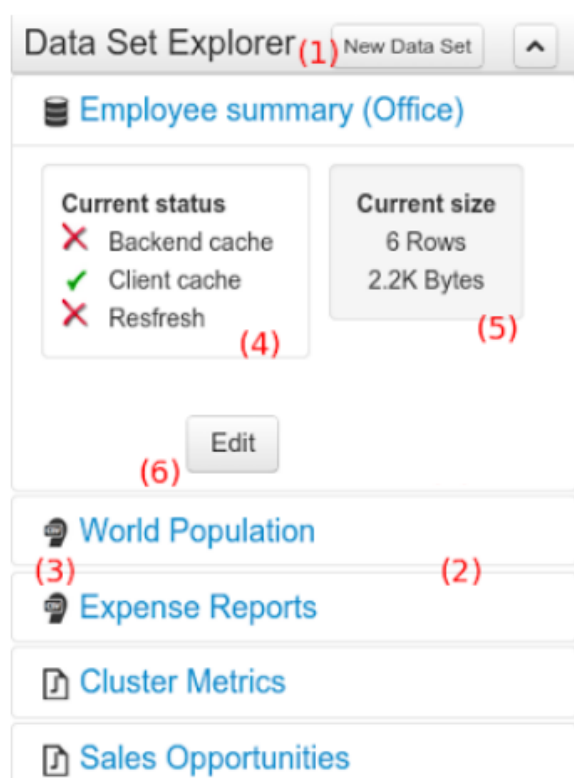 Data Set Explorer (1) New Data Set
Employee summary (Office)
Current status
Backend cache
Client cache
Resfresh
(4)
Current size
6 Rows
2.2K Bytes
(5)
Edit
(6)
World Population
(3) (2)
Expense Reports
Cluster Metrics
Sales Opportunities